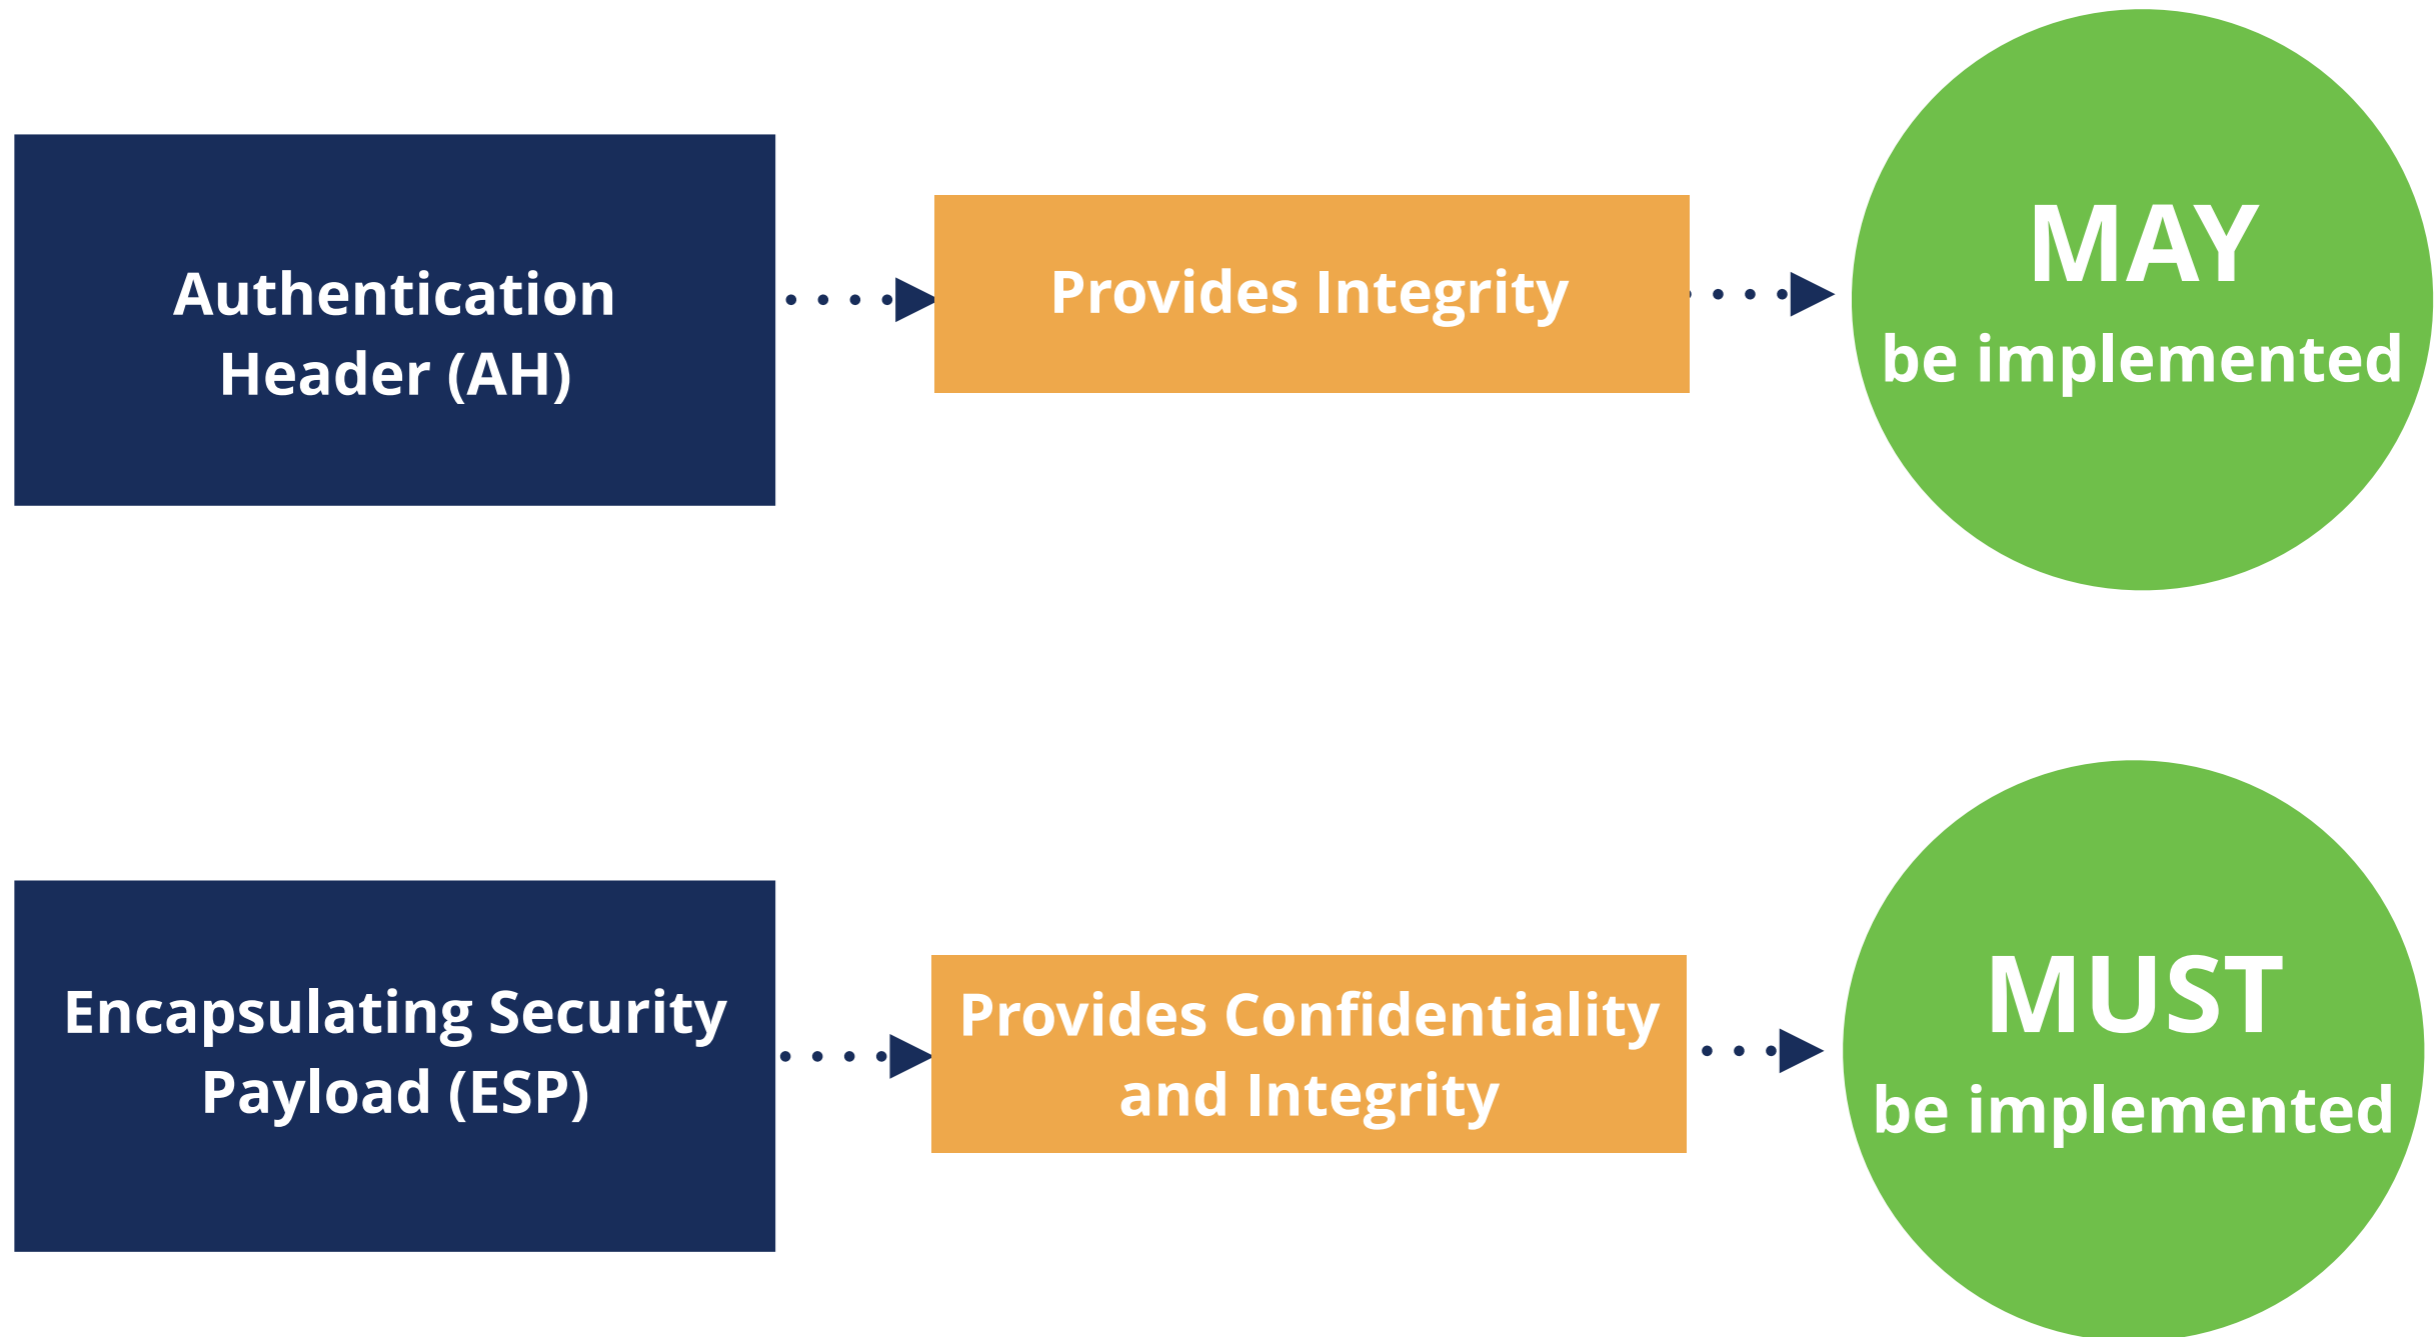 Authentication
Header (AH)
Provides Integrity
MAY
be implemented
Encapsulating Security
Payload (ESP)
Provides Confidentiality
and Integrity
MUST
be implemented